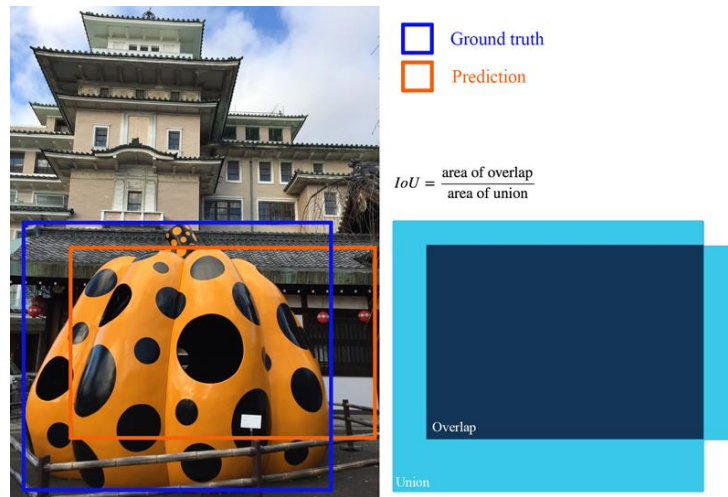 Ground truth
Prediction
IoU = area of overlap / area of union
Overlap
Union